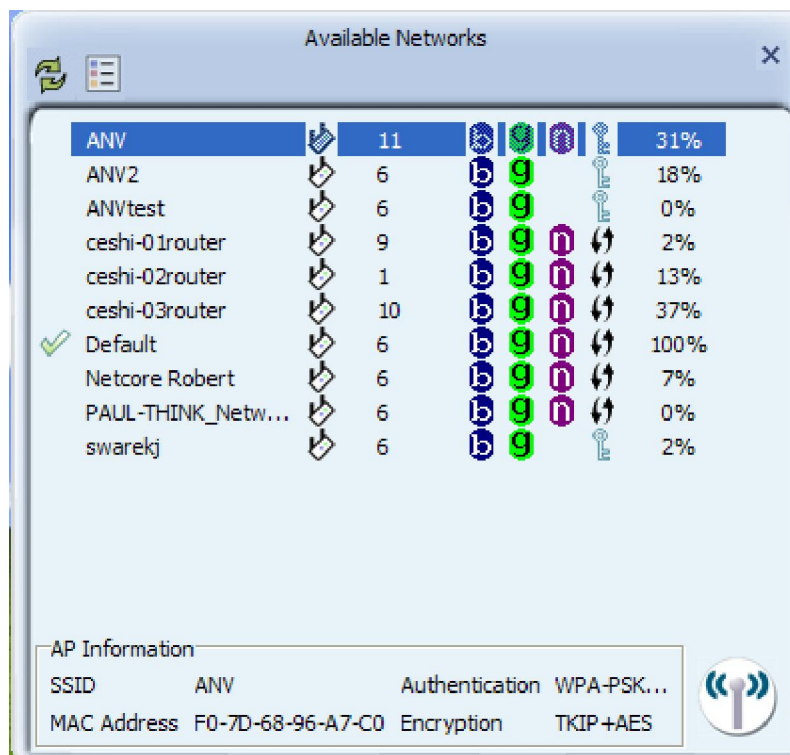 Available Networks
ANV 11 b g n 31%
ANV2 6 b g 18%
ANVtest 6 b g 0%
ceshi-01router 9 b g n 2%
ceshi-02router 1 b g n 13%
ceshi-03router 10 b g n 37%
Default 6 b g n 100%
Netcore Robert 6 b g n 7%
PAUL-THINK_Netw... 6 b g n 0%
swarekj 6 b g 2%
AP Information
SSID ANV Authentication WPA-PSK...
MAC Address F0-7D-68-96-A7-C0 Encryption TKIP+AES